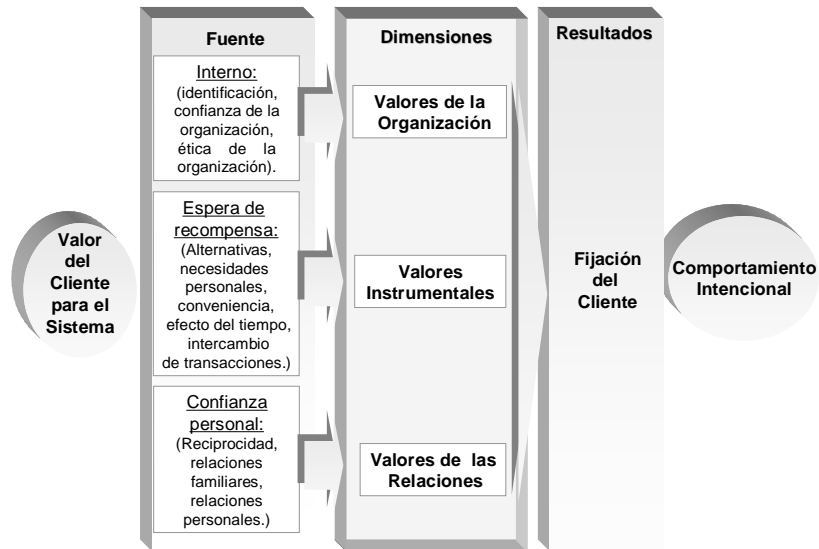 Fuente
Dimensiones
Resultados
Valor
del
Cliente
para el
Sistema
Interno:
(identificación,
confianza de la
organización,
ética de la
organización).
Espera de
recompensa:
(Alternativas,
necesidades
personales,
conveniencia,
efecto del tiempo,
intercambio
de transacciones.)
Confianza
personal:
(Reciprocidad,
relaciones
familiares,
relaciones
personales.)
Valores de la
Organización
Valores
Instrumentales
Valores de las
Relaciones
Fijación
del
Cliente
Comportamiento
Intencional